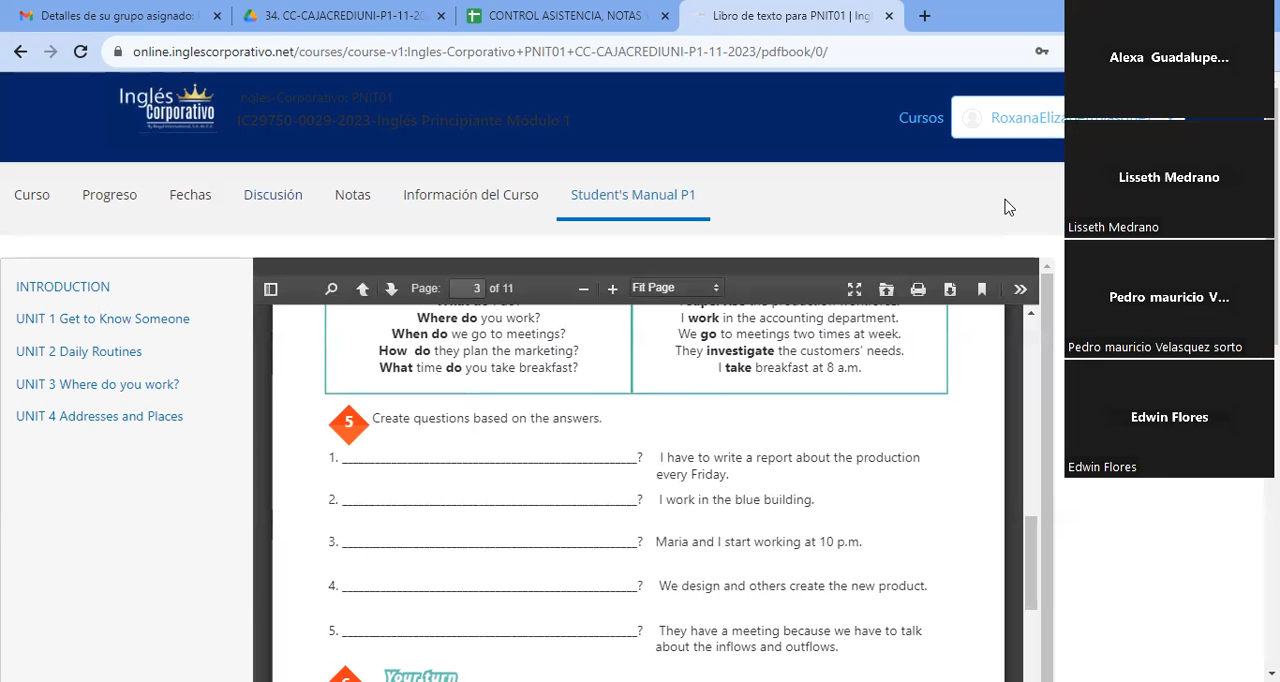 Detalles de su grupo asignado:
34. CC-CAJACREDIUNI-P1-11-20
CONTROL ASISTENCIA, NOTAS
Libro de texto para PNIT01 | Ing
online.inglescorporativo.net/courses/course-v1:Ingles-Corporativo+PNIT01+CC-CAJACREDIUNI-P1-11-2023/pdfbook/0/
Inglés
Corporativo
Ingles-Corporativo: PNIT01
IC29750-0029-2023-Inglés Principiante Módulo 1
Cursos
RoxanaEliza
Curso
Progreso
Fechas
Discusión
Notas
Información del Curso
Student's Manual P1
INTRODUCTION
UNIT 1 Get to Know Someone
UNIT 2 Daily Routines
UNIT 3 Where do you work?
UNIT 4 Addresses and Places
Page: 3 of 11
Fit Page
Where do you work?
When do we go to meetings?
How do they plan the marketing?
What time do you take breakfast?
I work in the accounting department.
We go to meetings two times at week.
They investigate the customers’ needs.
I take breakfast at 8 a.m.
5 Create questions based on the answers.
1. ________________________________________? I have to write a report about the production
every Friday.
2. ________________________________________? I work in the blue building.
3. ________________________________________? Maria and I start working at 10 p.m.
4. ________________________________________? We design and others create the new product.
5. ________________________________________? They have a meeting because we have to talk
about the inflows and outflows.
Your turn
Alexa Guadalupe...
Lisseth Medrano
Lisseth Medrano
Pedro mauricio V...
Pedro mauricio Velasquez sorto
Edwin Flores
Edwin Flores